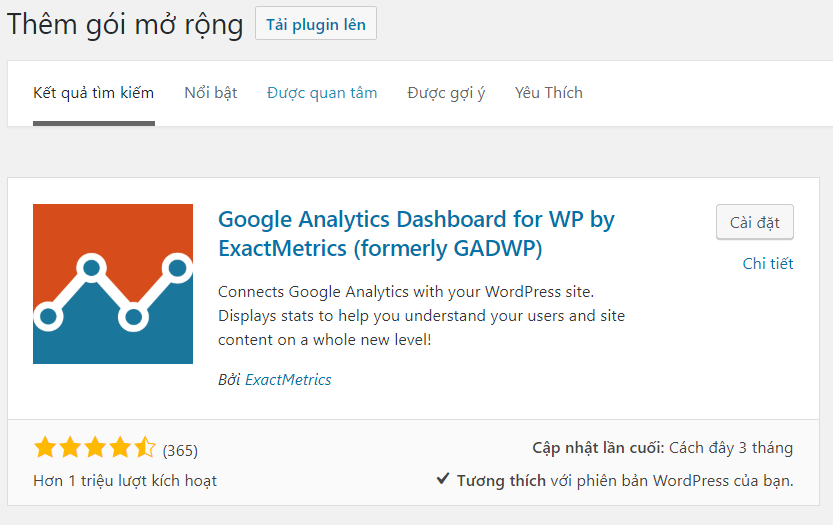 Thêm gói mở rộng
Tải plugin lên
Kết quả tìm kiếm
Nổi bật
Được quan tâm
Được gợi ý
Yêu Thích
Google Analytics Dashboard for WP by
ExactMetrics (formerly GADWP)
Cài đặt
Chi tiết
Connects Google Analytics with your WordPress site.
Displays stats to help you understand your users and site
content on a whole new level!
Bởi ExactMetrics
(365)
Hơn 1 triệu lượt kích hoạt
Cập nhật lần cuối: Cách đây 3 tháng
Tương thích với phiên bản WordPress của bạn.